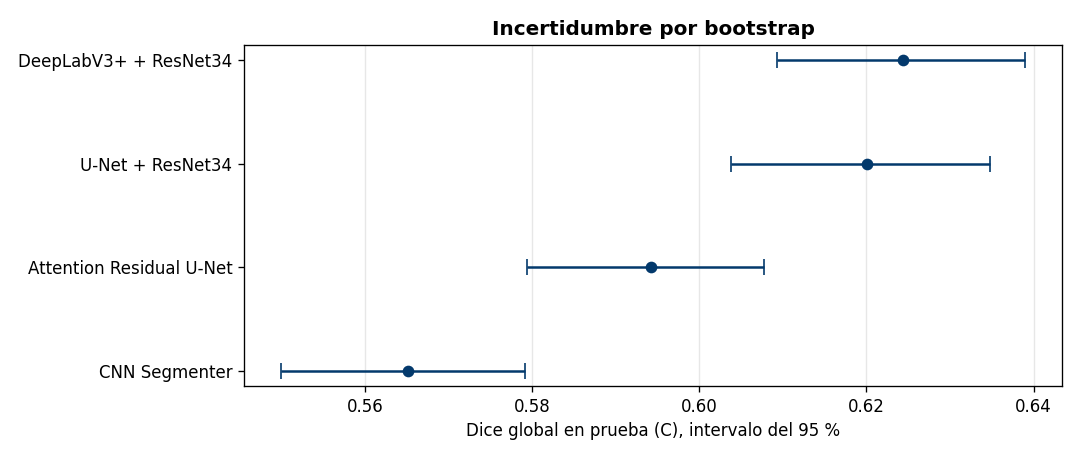 Incertidumbre por bootstrap
DeepLabV3+ + ResNet34
U-Net + ResNet34
Attention Residual U-Net
CNN Segmenter
0.56 0.58 0.60 0.62 0.64
Dice global en prueba (C), intervalo del 95 %